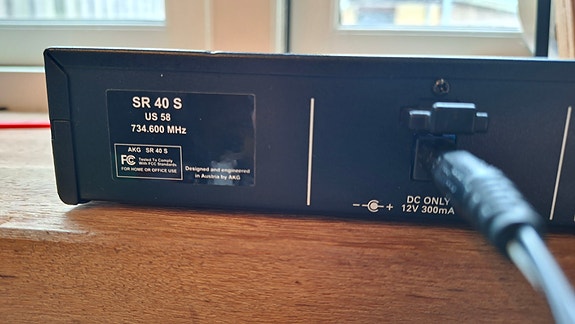 SR 40 S
US 58
734.600 MHz
AKG SR 40 S
FC Tested To Comply
With FCC Standards
FOR HOME OR OFFICE USE
Designed and engineered
in Austria by AKG
DC ONLY
12V 300mA